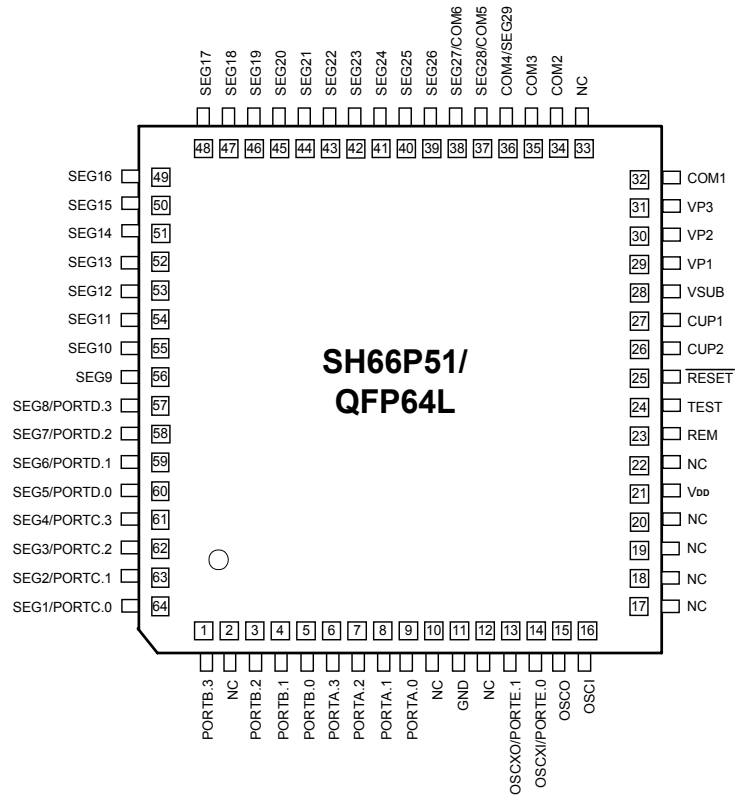 SEG17
SEG18
SEG19
SEG20
SEG21
SEG22
SEG23
SEG24
SEG25
SEG26
SEG27/COM6
SEG28/COM5
COM4/SEG29
COM3
COM2
NC
48 47 46 45 44 43 42 41 40 39 38 37 36 35 34 33
SEG16 49
SEG15 50
SEG14 51
SEG13 52
SEG12 53
SEG11 54
SEG10 55
SEG9 56
SEG8/PORTD.3 57
SEG7/PORTD.2 58
SEG6/PORTD.1 59
SEG5/PORTD.0 60
SEG4/PORTC.3 61
SEG3/PORTC.2 62
SEG2/PORTC.1 63
SEG1/PORTC.0 64
SH66P51/
QFP64L
32 COM1
31 VP3
30 VP2
29 VP1
28 VSUB
27 CUP1
26 CUP2
25 RESET
24 TEST
23 REM
22 NC
21 VDD
20 NC
19 NC
18 NC
17 NC
1 2 3 4 5 6 7 8 9 10 11 12 13 14 15 16
PORTB.3
NC
PORTB.2
PORTB.1
PORTB.0
PORTA.3
PORTA.2
PORTA.1
PORTA.0
NC
GND
NC
OSCXO/PORTE.1
OSCXI/PORTE.0
OSCO
OSCI